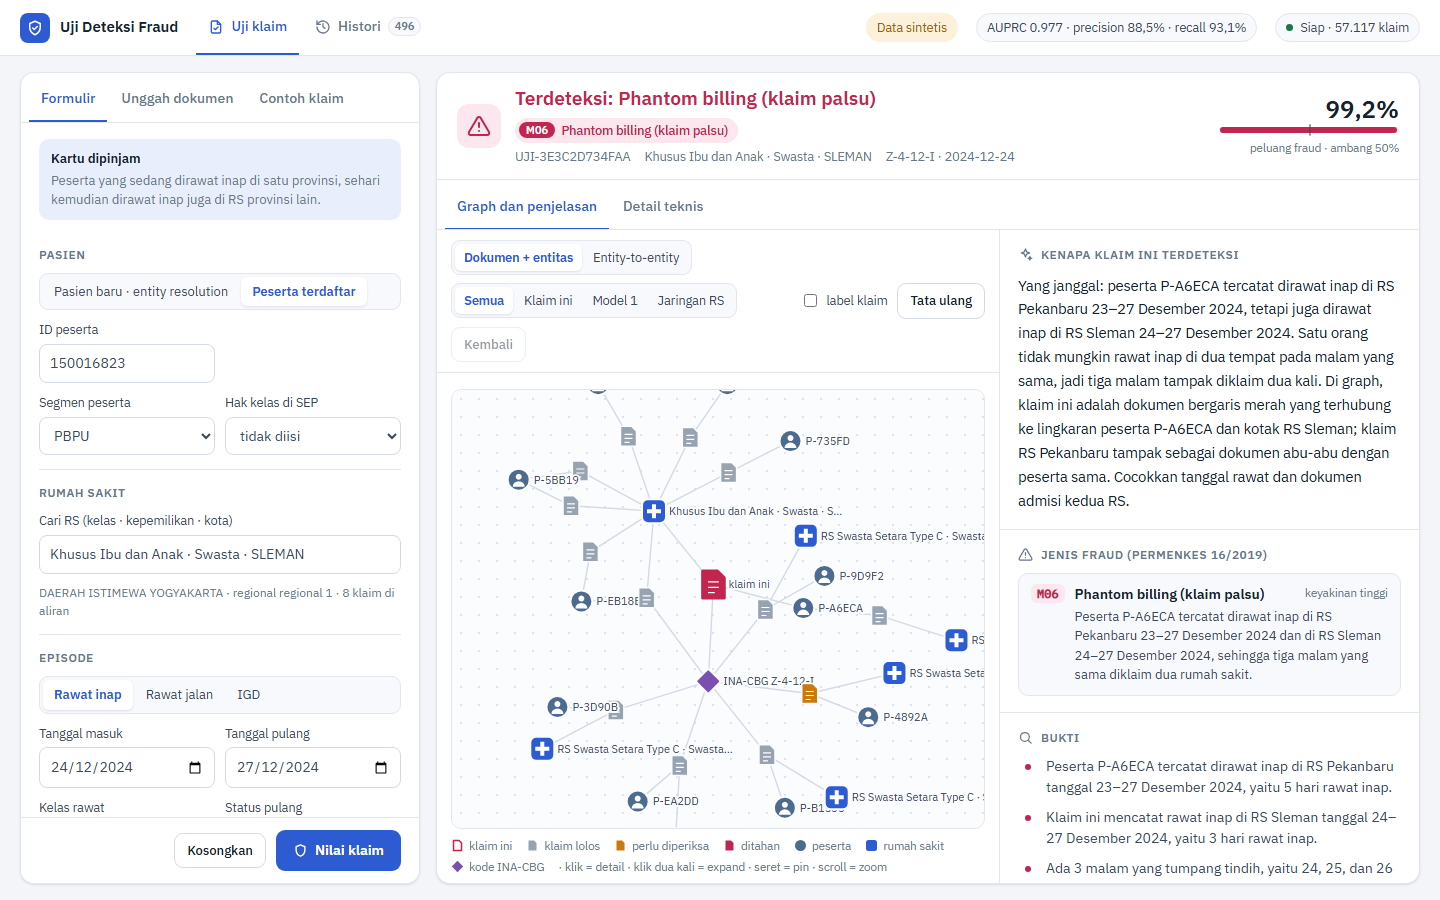 Uji Deteksi Fraud
Uji klaim
Histori 496
Data sintetis
AUPRC 0.977 · precision 88,5% · recall 93,1%
Siap · 57.117 klaim
Formulir
Unggah dokumen
Contoh klaim
Kartu dipinjam
Peserta yang sedang dirawat inap di satu provinsi, sehari
kemudian dirawat inap juga di RS provinsi lain.
PASIEN
Pasien baru · entity resolution
Peserta terdaftar
ID peserta
150016823
Segmen peserta
Hak kelas di SEP
PBPU
tidak diisi
RUMAH SAKIT
Cari RS (kelas · kepemilikan · kota)
Khusus Ibu dan Anak · Swasta · SLEMAN
DAERAH ISTIMEWA YOGYAKARTA · regional regional 1 · 8 klaim di
aliran
EPISODE
Rawat inap
Rawat jalan
IGD
Tanggal masuk
Tanggal pulang
24/12/2024
27/12/2024
Kelas rawat
Status pulang
Kosongkan
Nilai klaim
Terdeteksi: Phantom billing (klaim palsu)
M06 Phantom billing (klaim palsu)
UJI-3E3C2D734FAA Khusus Ibu dan Anak · Swasta · SLEMAN Z-4-12-I · 2024-12-24
99,2%
peluang fraud · ambang 50%
Graph dan penjelasan
Detail teknis
Dokumen + entitas
Entity-to-entity
Semua
Klaim ini
Model 1
Jaringan RS
label klaim
Tata ulang
Kembali
P-735FD
P-5BB19
Khusus Ibu dan Anak · Swasta · S...
RS Swasta Setara Type C · Swasta
klaim ini
P-9D9F2
P-EB18E
P-A6ECA
RS
RS Swasta Seta
INA-CBG Z-4-12-I
P-3D90B
P-4892A
RS Swasta Setara Type C · Swasta...
P-EA2DD
RS Swasta Setara Type C ·
klaim ini
klaim lolos
perlu diperiksa
ditahan
peserta
rumah sakit
kode INA-CBG
· klik = detail · klik dua kali = expand · seret = pin · scroll = zoom
KENAPA KLAIM INI TERDETEKSI
Yang janggal: peserta P-A6ECA tercatat dirawat inap di RS
Pekanbaru 23–27 Desember 2024, tetapi juga dirawat
inap di RS Sleman 24–27 Desember 2024. Satu orang
tidak mungkin rawat inap di dua tempat pada malam yang
sama, jadi tiga malam tampak diklaim dua kali. Di graph,
klaim ini adalah dokumen bergaris merah yang terhubung
ke lingkaran peserta P-A6ECA dan kotak RS Sleman; klaim
RS Pekanbaru tampak sebagai dokumen abu-abu dengan
peserta sama. Cocokkan tanggal rawat dan dokumen
admisi kedua RS.
JENIS FRAUD (PERMENKES 16/2019)
M06 Phantom billing (klaim palsu) keyakinan tinggi
Peserta P-A6ECA tercatat dirawat inap di RS
Pekanbaru 23–27 Desember 2024 dan di RS Sleman
24–27 Desember 2024, sehingga tiga malam yang
sama diklaim dua rumah sakit.
BUKTI
Peserta P-A6ECA tercatat dirawat inap di RS Pekanbaru
tanggal 23–27 Desember 2024, yaitu 5 hari rawat inap.
Klaim ini mencatat rawat inap di RS Sleman tanggal 24–
27 Desember 2024, yaitu 3 hari rawat inap.
Ada 3 malam yang tumpang tindih, yaitu 24, 25, dan 26